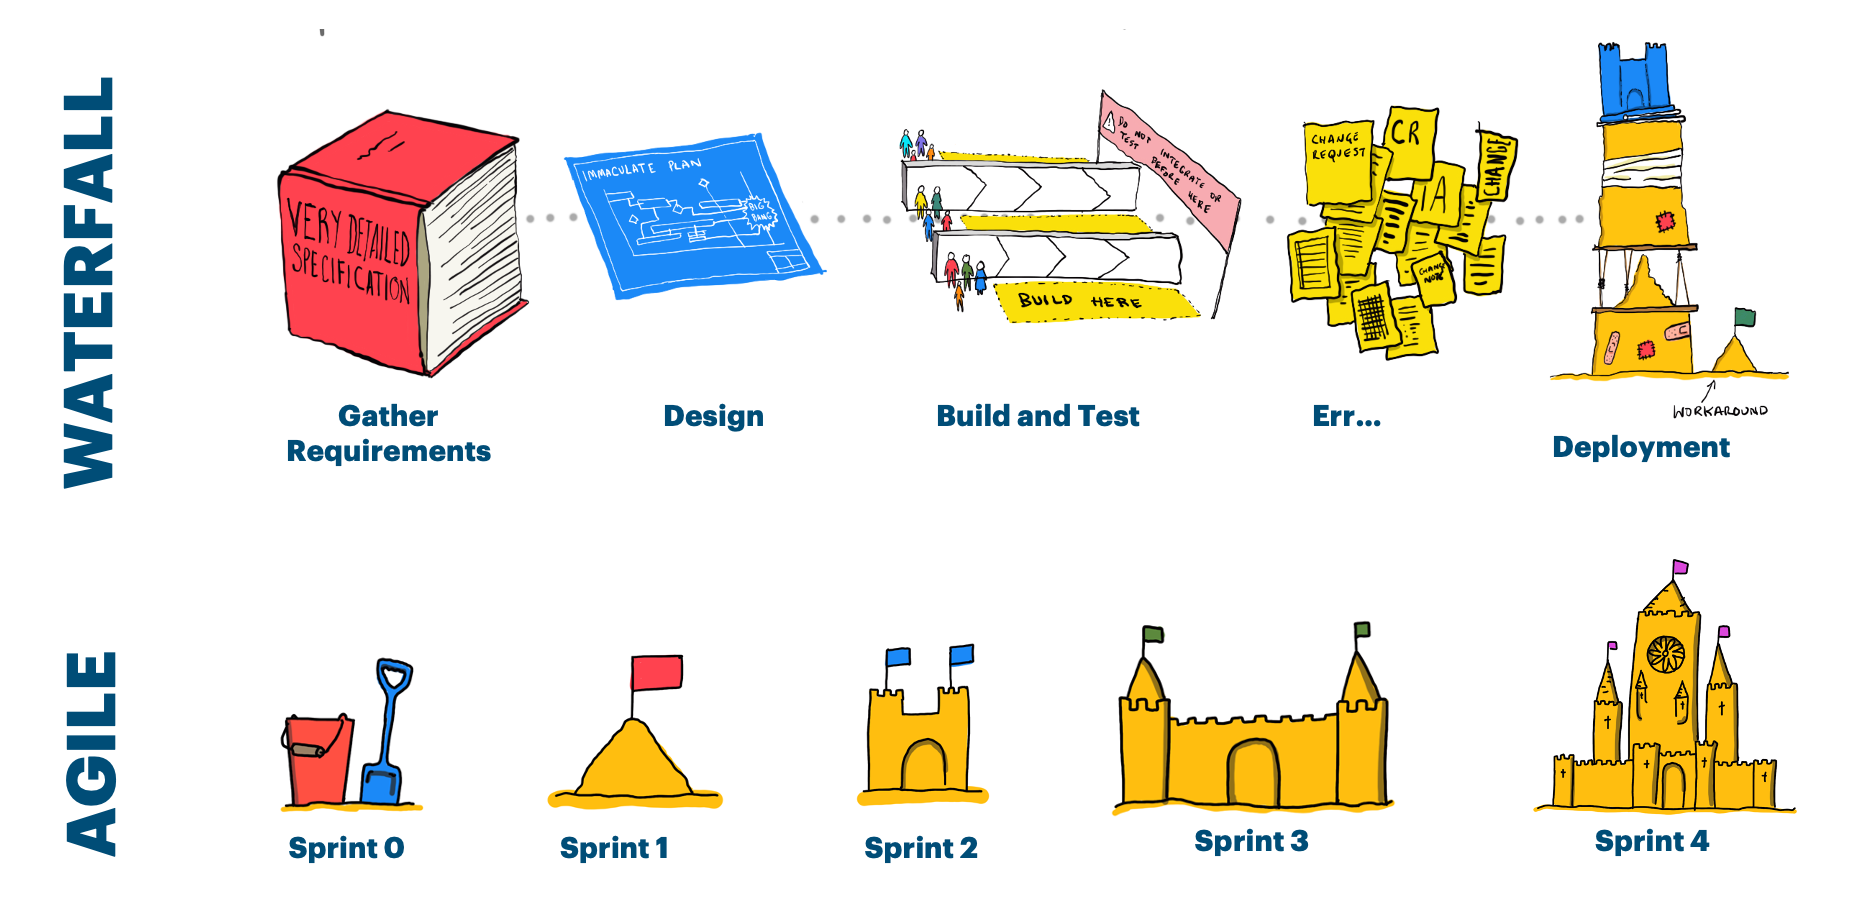 WATERFALL
VERY DETAILED
SPECIFICATION
Gather
Requirements
IMMACULATE PLAN
BIG
BANG
Design
DO NOT INTEGRATE OR
TEST BEFORE HERE
BUILD HERE
Build and Test
CHANGE
REQUEST
CR
CHANGE
IA
CHANGE
NOTE
Err...
WORKAROUND
Deployment
AGILE
Sprint 0
Sprint 1
Sprint 2
Sprint 3
Sprint 4